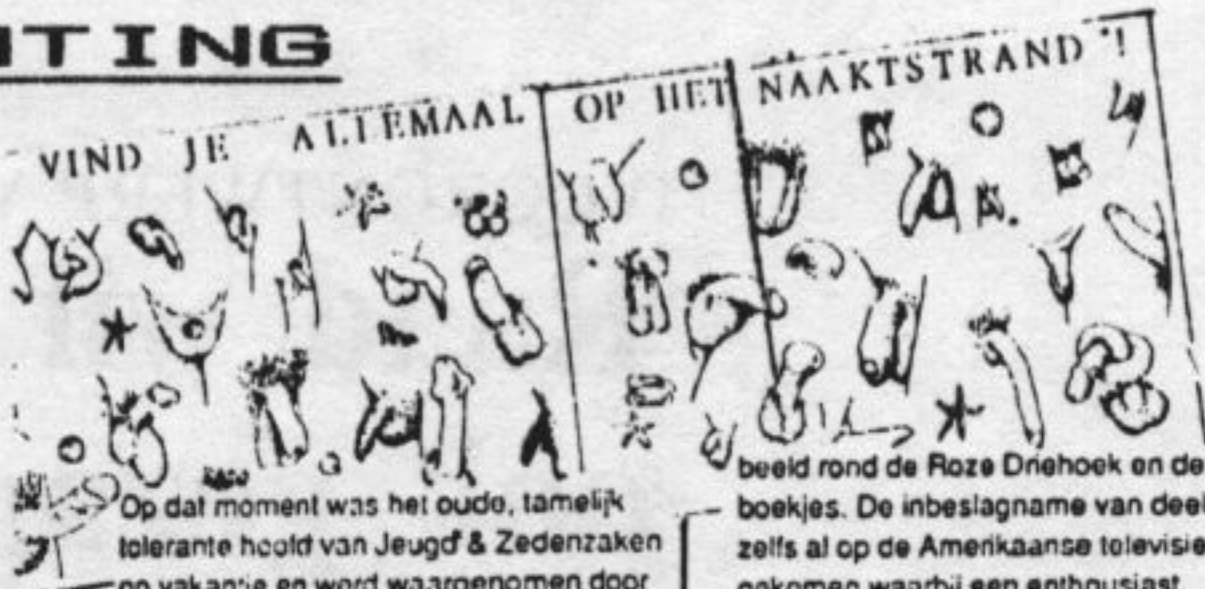 TING
VIND JE ALLEMAAL OP HET NAAKTSTRAND !
Op dat moment was het oude, tamelijk
tolerante hoofd van Jeugd & Zedenzaken
op vakantie en werd waargenomen door
beeld rond de Roze Driehoek en de
boekjes. De inbeslagname van deel
zelfs al op de Amerikaanse televisie
gekomen waarbij een enthousiast